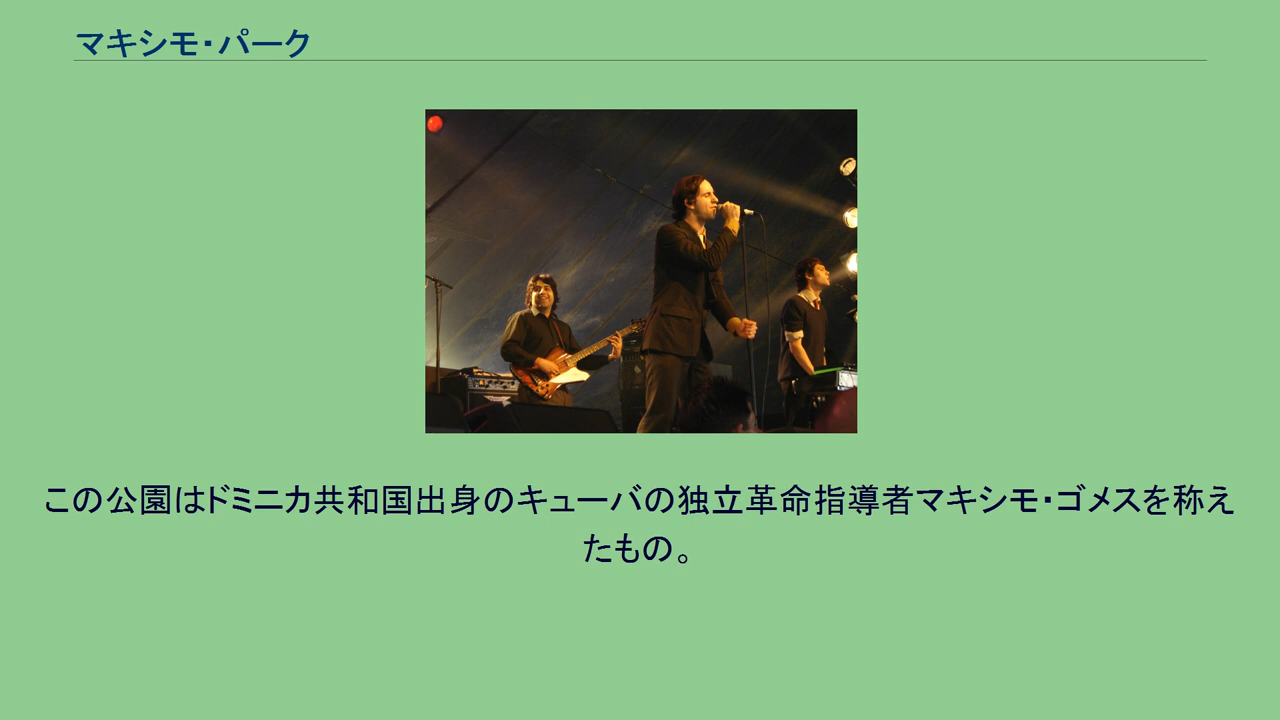 マキシモ・パーク
この公園はドミニカ共和国出身のキューバの独立革命指導者マキシモ・ゴメスを称え
たもの。